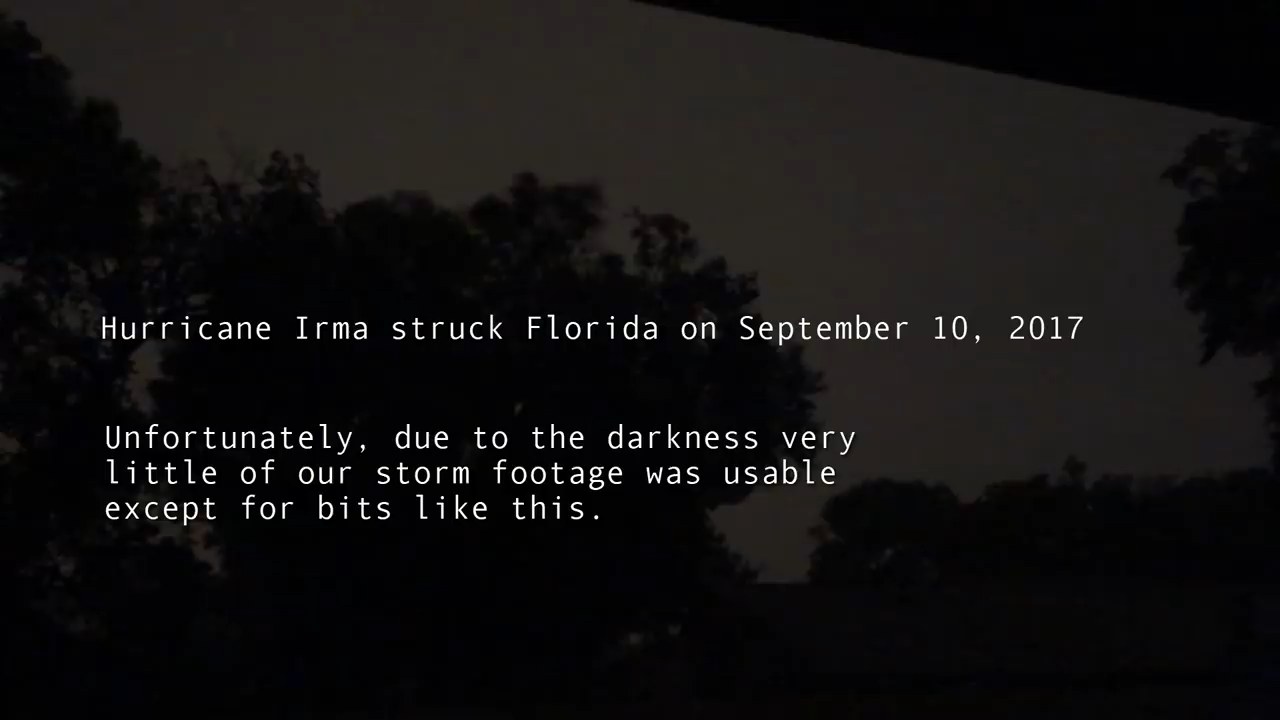 Hurricane Irma struck Florida on September 10, 2017
Unfortunately, due to the darkness very
little of our storm footage was usable
except for bits like this.